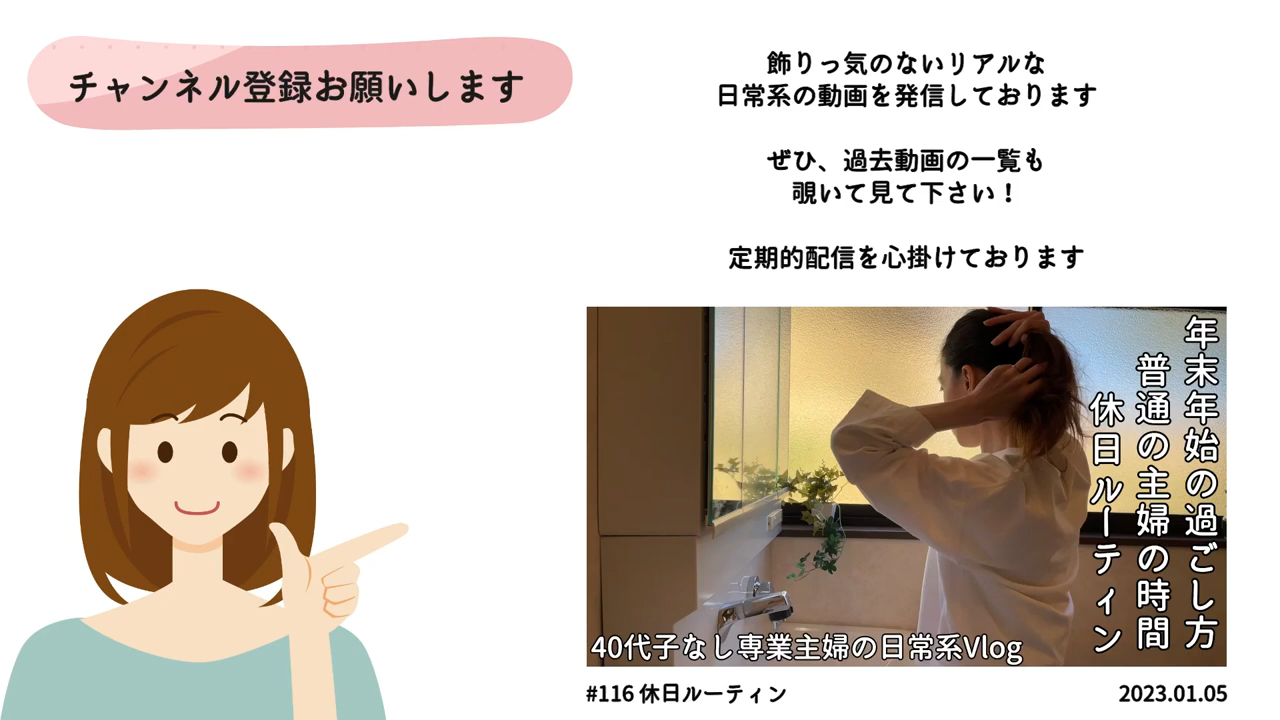 チャンネル登録お願いします
飾りっ気のないリアルな
日常系の動画を発信しております
ぜひ、過去動画の一覧も
覗いて見て下さい！
定期的配信を心掛けております
年末年始の過ごし方
普通の主婦の時間
休日ルーティン
40代子なし専業主婦の日常系Vlog
#116 休日ルーティン
2023.01.05